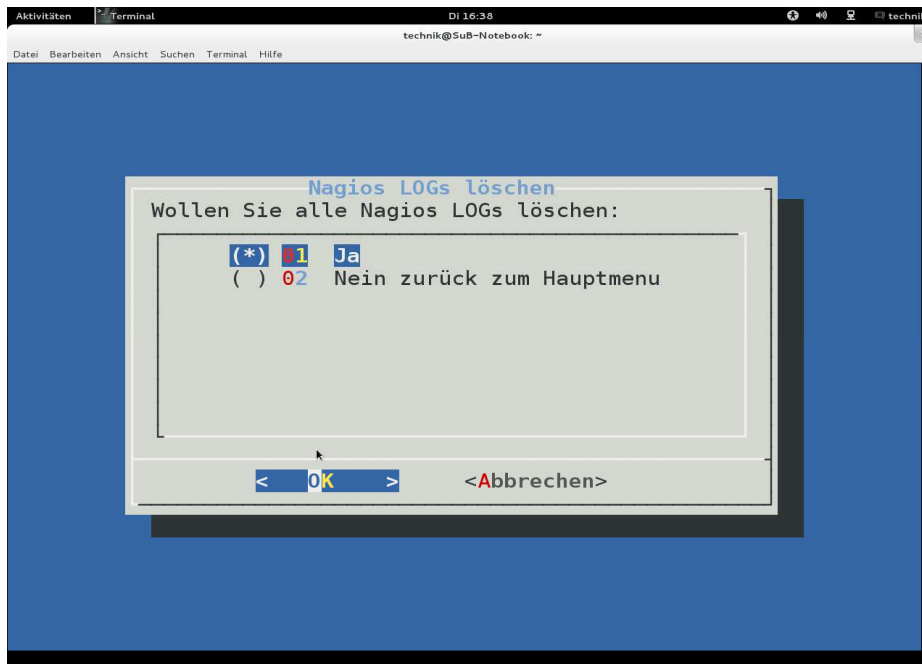 Aktivitäten Terminal Di 16:38
technik@SuB-Notebook: ~
Datei Bearbeiten Ansicht Suchen Terminal Hilfe
Nagios LOGs löschen
Wollen Sie alle Nagios LOGs löschen:
(*) 01 Ja
( ) 02 Nein zurück zum Hauptmenu
< OK > <Abbrechen>